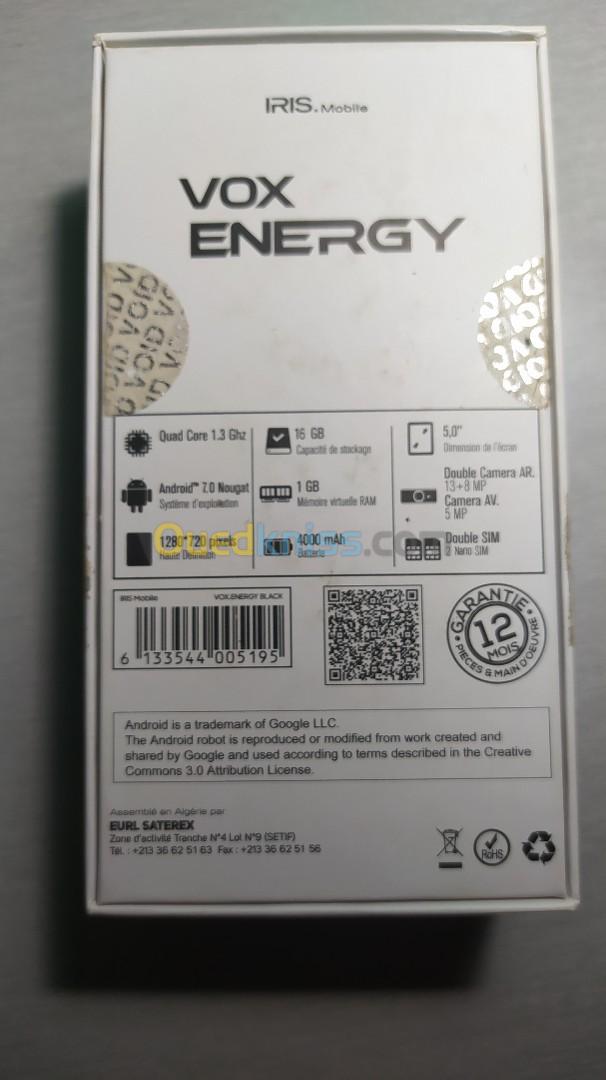 IRIS. Mobile
VOX
ENERGY
VOID VOID
VOID VOID
Quad Core 1.3 Ghz
16 GB
Capacité de stockage
5,0"
Dimension de l'écran
Android™ 7.0 Nougat
Système d'exploitation
1 GB
Mémoire virtuelle RAM
Double Camera AR.
13+8 MP
Camera AV.
5 MP
1280*720 pixels
Haute Définition
4000 mAh
Batterie
Double SIM
2 Nano SIM
Ouedkniss.com
IRIS Mobile
VOX ENERGY BLACK
6 133544 005195
GARANTIE
12
MOIS
PIECES & MAIN D'OEUVRE
Android is a trademark of Google LLC.
The Android robot is reproduced or modified from work created and
shared by Google and used according to terms described in the Creative
Commons 3.0 Attribution License.
Assemblé en Algérie par
EURL SATEREX
Zone d'activité Tranche N°4 Lot N°9 (SETIF)
Tél. : +213 36 62 51 63 Fax : +213 36 62 51 56
RoHS